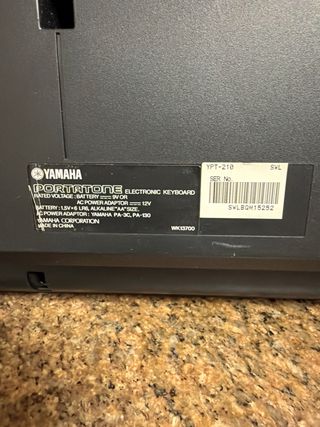 YAMAHA
PORTATONE ELECTRONIC KEYBOARD
RATED VOLTAGE : BATTERY ⎓ 9V OR
AC POWER ADAPTOR ⎓ 12V
BATTERY : 1.5V×6 LR6, ALKALINE "AA" SIZE,
AC POWER ADAPTOR : YAMAHA PA-3C, PA-130
YAMAHA CORPORATION
MADE IN CHINA
WK13700
YPT-210 SWL
SER No.
SWLBQH15252